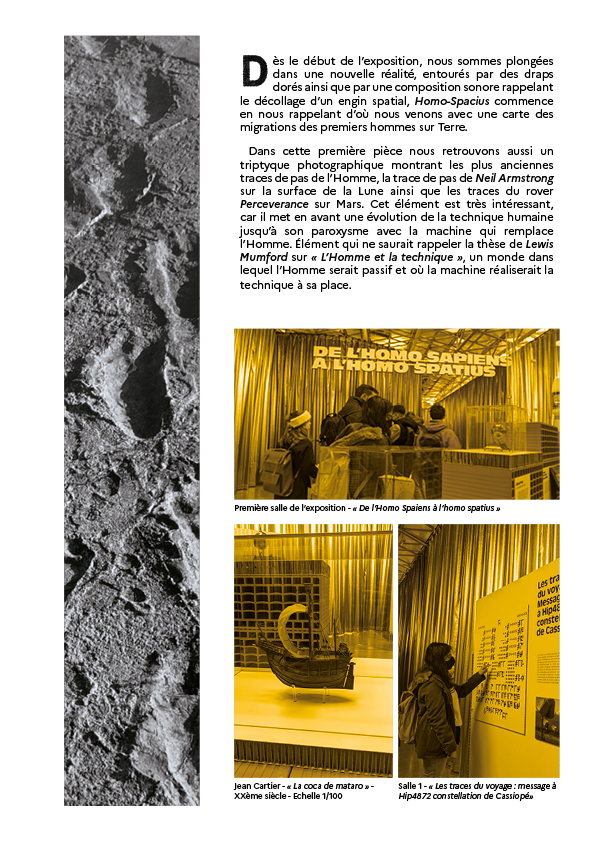 Dès le début de l’exposition, nous sommes plongées
dans une nouvelle réalité, entourés par des draps
dorés ainsi que par une composition sonore rappelant
le décollage d’un engin spatial, Homo-Spacius commence
en nous rappelant d’où nous venons avec une carte des
migrations des premiers hommes sur Terre.
Dans cette première pièce nous retrouvons aussi un
triptyque photographique montrant les plus anciennes
traces de pas de l’Homme, la trace de pas de Neil Armstrong
sur la surface de la Lune ainsi que les traces du rover
Perceverance sur Mars. Cet élément est très intéressant,
car il met en avant une évolution de la technique humaine
jusqu’à son paroxysme avec la machine qui remplace
l’Homme. Élément qui ne saurait rappeler la thèse de Lewis
Mumford sur « L’Homme et la technique », un monde dans
lequel l’Homme serait passif et où la machine réaliserait la
technique à sa place.
DE L’HOMO SAPIENS
À L’HOMO SPATIUS
Première salle de l’exposition - « De l’Homo Spaiens à l’homo spatius »
Les tra
du voya
Messag
à Hip48
constel
de Cass
Jean Cartier - « La coca de mataro » -
XXème siècle - Echelle 1/100
Salle 1 - « Les traces du voyage : message à
Hip4872 constellation de Cassiopé»